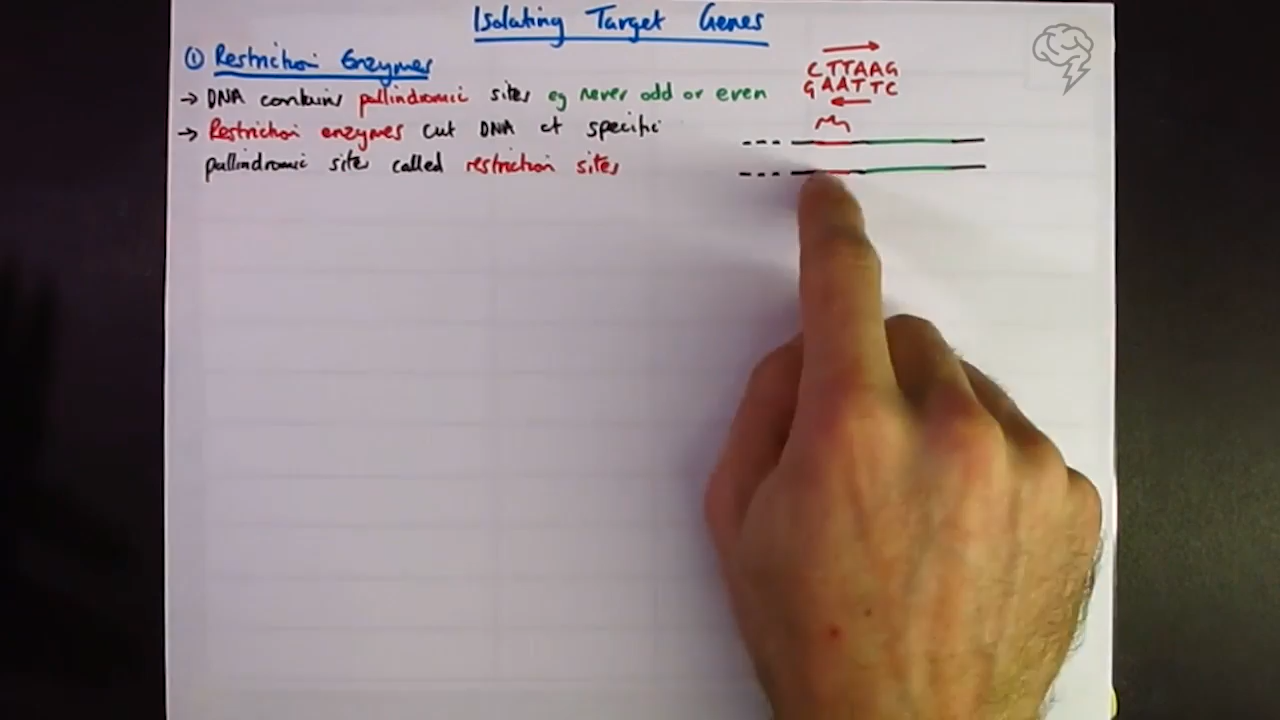 Isolating Target Genes
① Restriction Enzymes
→ DNA contains pallindromic sites eg never odd or even
→ Restriction enzymes cut DNA at specific
pallindromic site called restriction sites
CTTAAG
GAATTC